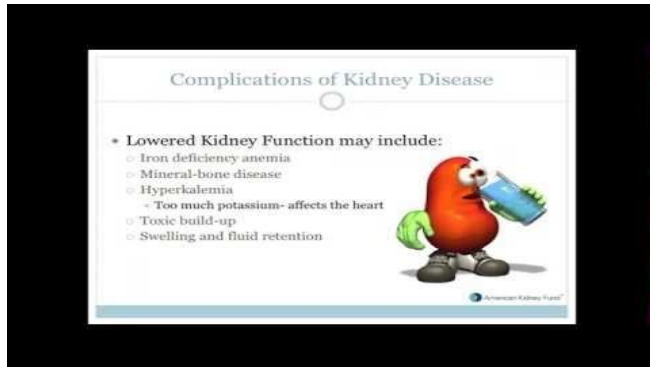 Complications of Kidney Disease
Lowered Kidney Function may include:
Iron deficiency anemia
Mineral-bone disease
Hyperkalemia
Too much potassium- affects the heart
Toxic build-up
Swelling and fluid retention
American Kidney Fund